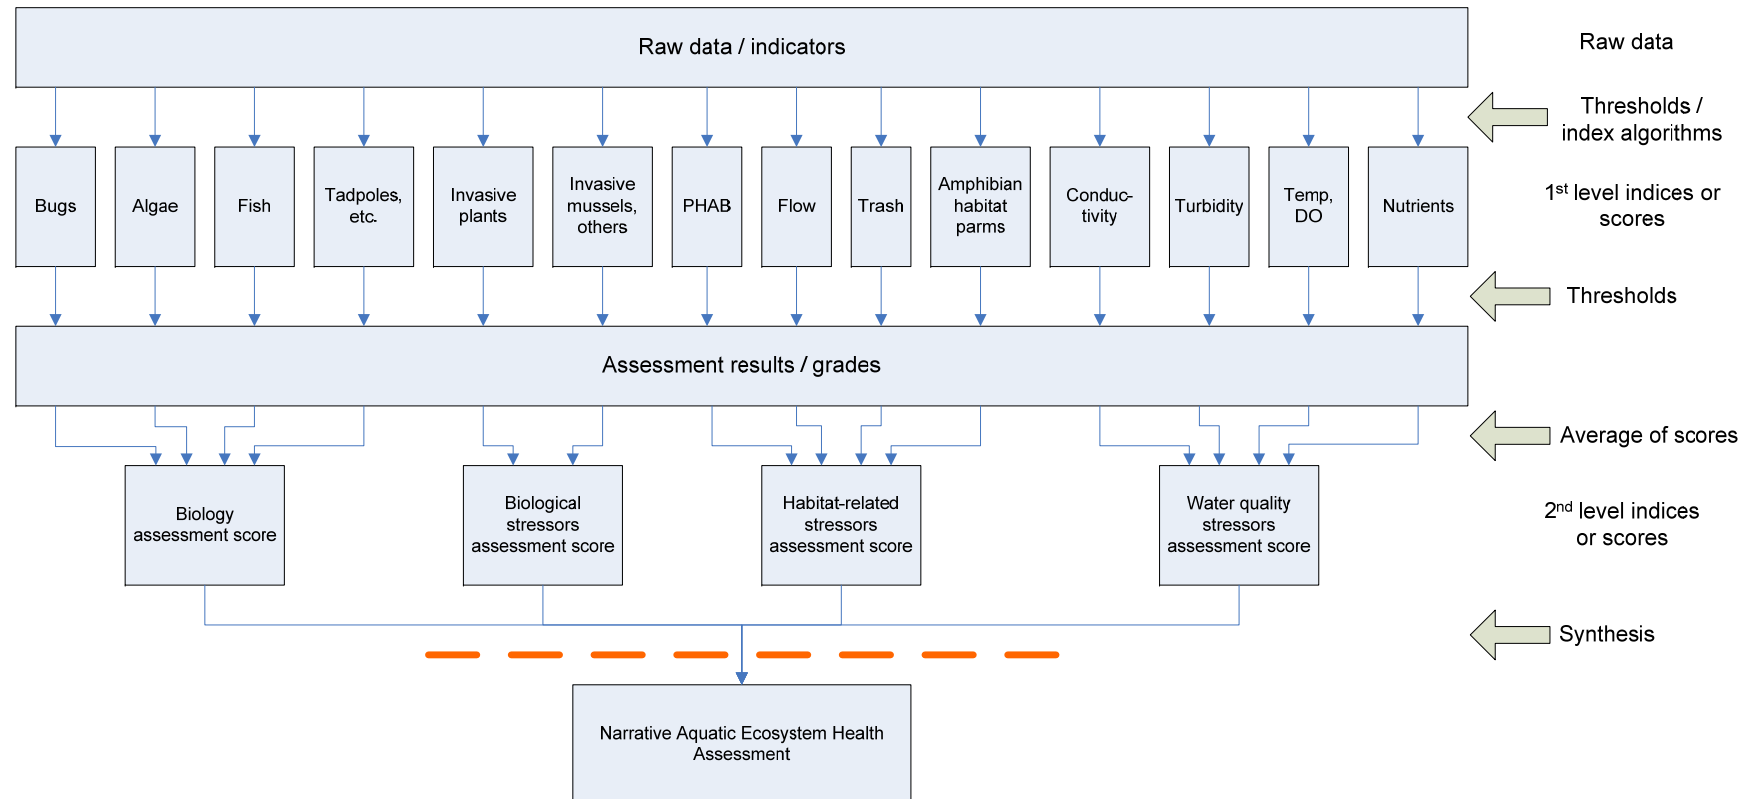 Raw data / indicators
Raw data
Thresholds /
index algorithms
Bugs
Algae
Fish
Tadpoles,
etc.
Invasive
plants
Invasive
mussels,
others
PHAB
Flow
Trash
Amphibian
habitat
parms
Conduc-
tivity
Turbidity
Temp,
DO
Nutrients
1st level indices or
scores
Thresholds
Assessment results / grades
Average of scores
Biology
assessment score
Biological
stressors
assessment score
Habitat-related
stressors
assessment score
Water quality
stressors
assessment score
2nd level indices
or scores
Synthesis
Narrative Aquatic Ecosystem Health
Assessment